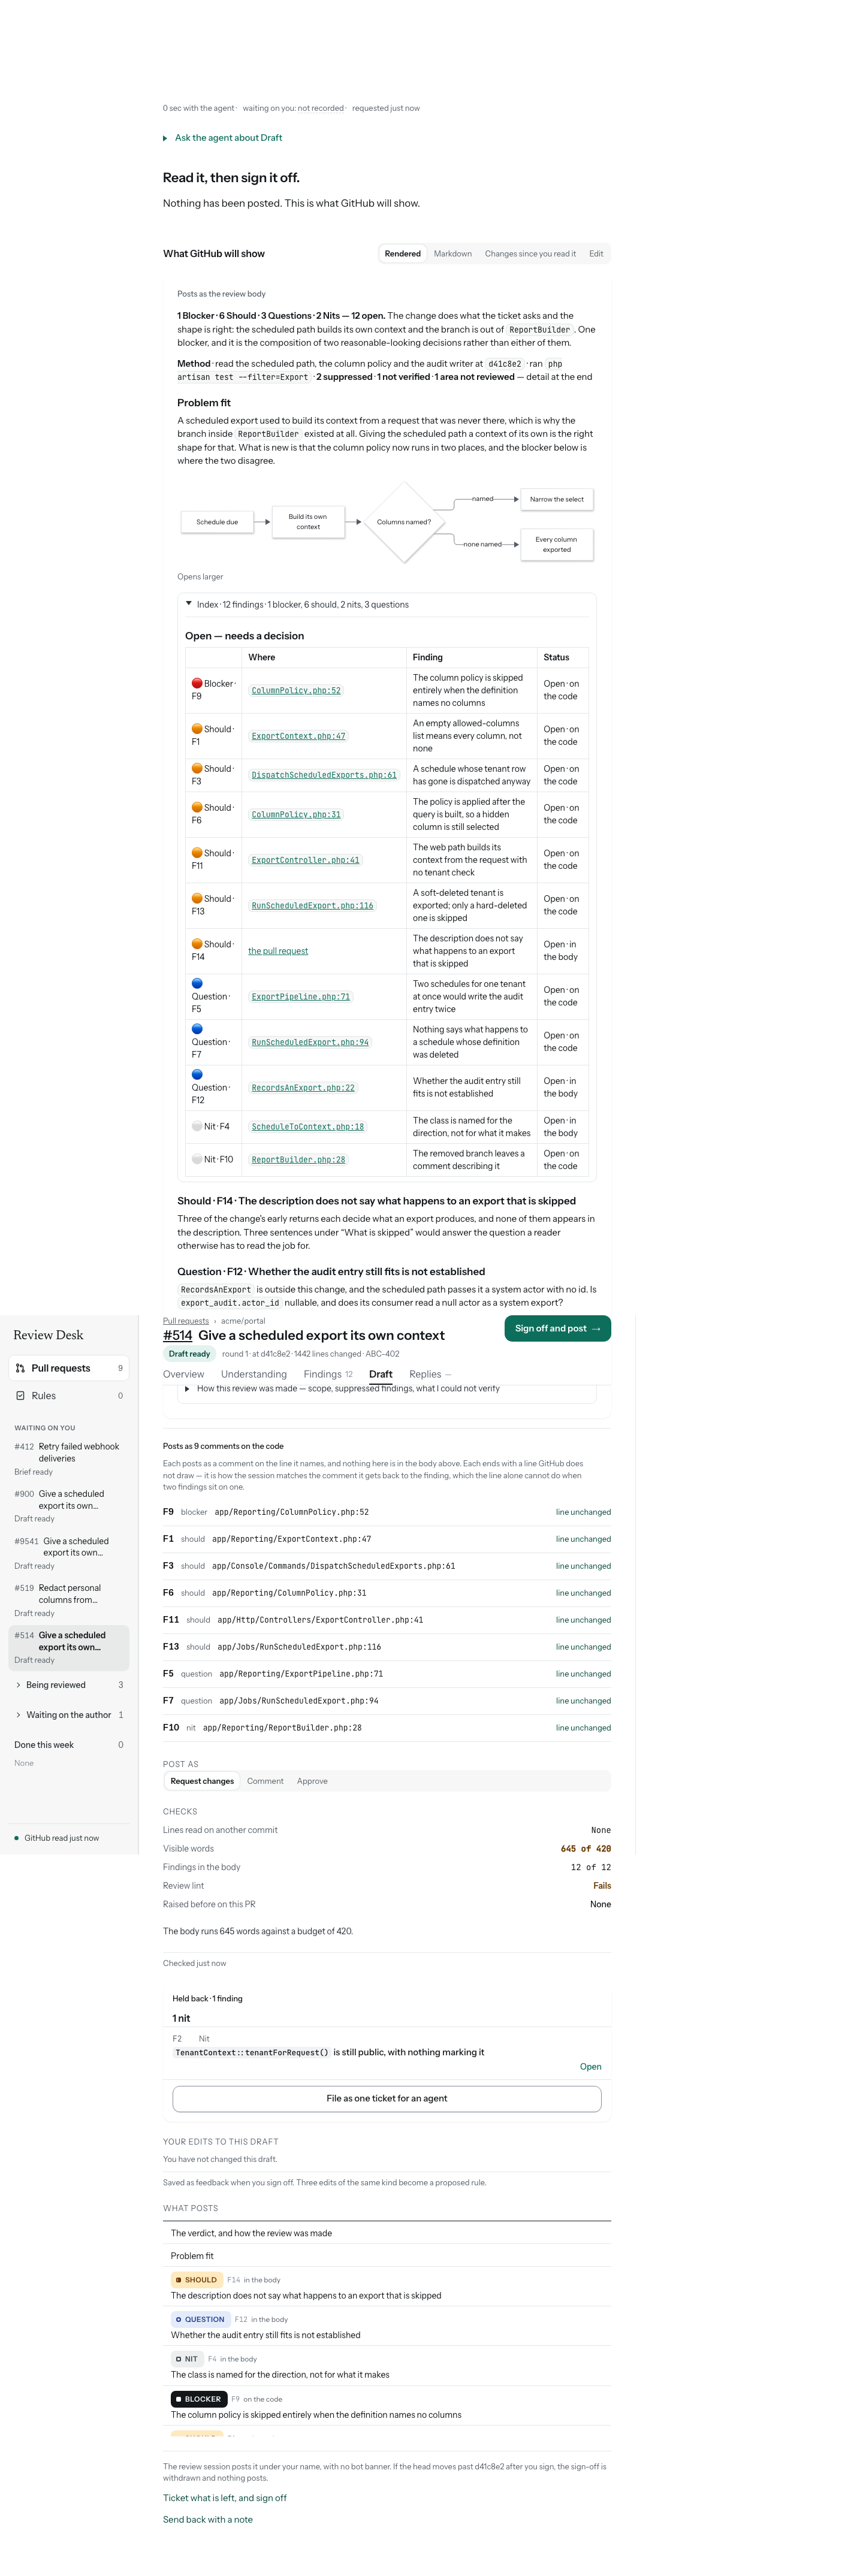 0 sec with the agent · waiting on you: not recorded · requested just now
Ask the agent about Draft
Read it, then sign it off.
Nothing has been posted. This is what GitHub will show.
What GitHub will show
Rendered Markdown Changes since you read it Edit
Posts as the review body
1 Blocker · 6 Should · 3 Questions · 2 Nits — 12 open. The change does what the ticket asks and the
shape is right: the scheduled path builds its own context and the branch is out of ReportBuilder . One
blocker, and it is the composition of two reasonable-looking decisions rather than either of them.
Method · read the scheduled path, the column policy and the audit writer at d41c8e2 · ran php
artisan test --filter=Export · 2 suppressed · 1 not verified · 1 area not reviewed — detail at the end
Problem fit
A scheduled export used to build its context from a request that was never there, which is why the
branch inside ReportBuilder existed at all. Giving the scheduled path a context of its own is the right
shape for that. What is new is that the column policy now runs in two places, and the blocker below is
where the two disagree.
Schedule due
Build its own
context
Columns named?
named
Narrow the select
none named
Every column
exported
Opens larger
Index · 12 findings · 1 blocker, 6 should, 2 nits, 3 questions
Open — needs a decision
Where Finding Status
Blocker · F9 ColumnPolicy.php:52 The column policy is skipped entirely when the definition names no columns Open · on the code
Should · F1 ExportContext.php:47 An empty allowed-columns list means every column, not none Open · on the code
Should · F3 DispatchScheduledExports.php:61 A schedule whose tenant row has gone is dispatched anyway Open · on the code
Should · F6 ColumnPolicy.php:31 The policy is applied after the query is built, so a hidden column is still selected Open · on the code
Should · F11 ExportController.php:41 The web path builds its context from the request with no tenant check Open · on the code
Should · F13 RunScheduledExport.php:116 A soft-deleted tenant is exported; only a hard-deleted one is skipped Open · on the code
Should · F14 the pull request The description does not say what happens to an export that is skipped Open · in the body
Question · F5 ExportPipeline.php:71 Two schedules for one tenant at once would write the audit entry twice Open · on the code
Question · F7 RunScheduledExport.php:94 Nothing says what happens to a schedule whose definition was deleted Open · on the code
Question · F12 RecordsAnExport.php:22 Whether the audit entry still fits is not established Open · in the body
Nit · F4 ScheduleToContext.php:18 The class is named for the direction, not for what it makes Open · in the body
Nit · F10 ReportBuilder.php:28 The removed branch leaves a comment describing it Open · on the code
Should · F14 · The description does not say what happens to an export that is skipped
Three of the change's early returns each decide what an export produces, and none of them appears in
the description. Three sentences under “What is skipped” would answer the question a reader
otherwise has to read the job for.
Question · F12 · Whether the audit entry still fits is not established
RecordsAnExport is outside this change, and the scheduled path passes it a system actor with no id. Is
export_audit.actor_id nullable, and does its consumer read a null actor as a system export?
Review Desk
Pull requests 9
Rules 0
WAITING ON YOU
#412 Retry failed webhook
deliveries
Brief ready
#900 Give a scheduled
export its own...
Draft ready
#9541 Give a scheduled
export its own...
Draft ready
#519 Redact personal
columns from...
Draft ready
#514 Give a scheduled
export its own...
Draft ready
Being reviewed 3
Waiting on the author 1
Done this week 0
None
GitHub read just now
Pull requests › acme/portal
#514 Give a scheduled export its own context
Sign off and post →
Draft ready round 1 · at d41c8e2 · 1442 lines changed · ABC-402
Overview Understanding Findings 12 Draft Replies —
How this review was made — scope, suppressed findings, what I could not verify
Posts as 9 comments on the code
Each posts as a comment on the line it names, and nothing here is in the body above. Each ends with a line GitHub does
not draw — it is how the session matches the comment it gets back to the finding, which the line alone cannot do when
two findings sit on one.
F9 blocker app/Reporting/ColumnPolicy.php:52 line unchanged
F1 should app/Reporting/ExportContext.php:47 line unchanged
F3 should app/Console/Commands/DispatchScheduledExports.php:61 line unchanged
F6 should app/Reporting/ColumnPolicy.php:31 line unchanged
F11 should app/Http/Controllers/ExportController.php:41 line unchanged
F13 should app/Jobs/RunScheduledExport.php:116 line unchanged
F5 question app/Reporting/ExportPipeline.php:71 line unchanged
F7 question app/Jobs/RunScheduledExport.php:94 line unchanged
F10 nit app/Reporting/ReportBuilder.php:28 line unchanged
POST AS
Request changes Comment Approve
CHECKS
Lines read on another commit None
Visible words 645 of 420
Findings in the body 12 of 12
Review lint Fails
Raised before on this PR None
The body runs 645 words against a budget of 420.
Checked just now
Held back · 1 finding
1 nit
F2 Nit
TenantContext::tenantForRequest() is still public, with nothing marking it
Open
File as one ticket for an agent
YOUR EDITS TO THIS DRAFT
You have not changed this draft.
Saved as feedback when you sign off. Three edits of the same kind become a proposed rule.
WHAT POSTS
The verdict, and how the review was made
Problem fit
SHOULD F14 in the body
The description does not say what happens to an export that is skipped
QUESTION F12 in the body
Whether the audit entry still fits is not established
NIT F4 in the body
The class is named for the direction, not for what it makes
BLOCKER F9 on the code
The column policy is skipped entirely when the definition names no columns
The review session posts it under your name, with no bot banner. If the head moves past d41c8e2 after you sign, the sign-off is
withdrawn and nothing posts.
Ticket what is left, and sign off
Send back with a note